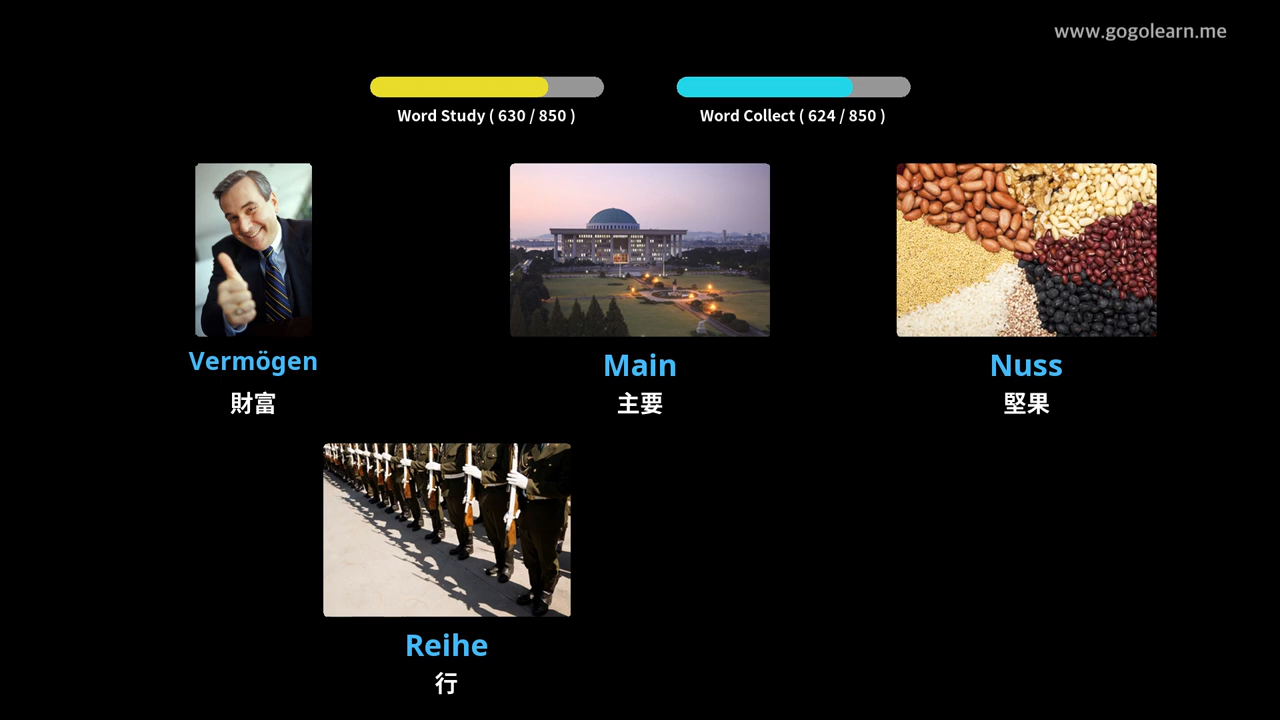 www.gogolearn.me
Word Study ( 630 / 850 )
Word Collect ( 624 / 850 )
Vermögen
財富
Main
主要
Nuss
堅果
Reihe
行